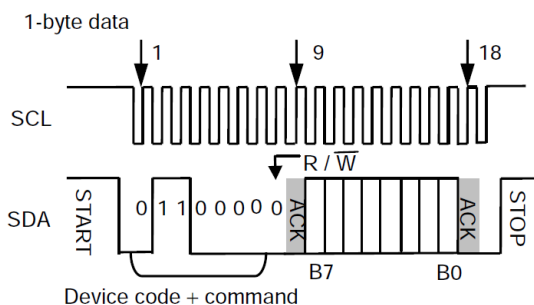 1-byte data
1 9 18
SCL
R / W
SDA START 0 1 1 0 0 0 0 0 ACK ACK STOP
B7 B0
Device code + command